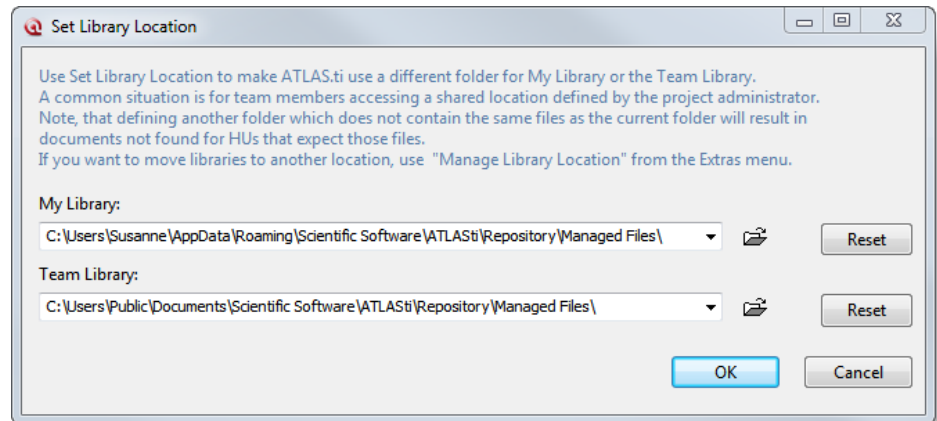 Set Library Location
Use Set Library Location to make ATLAS.ti use a different folder for My Library or the Team Library.
A common situation is for team members accessing a shared location defined by the project administrator.
Note, that defining another folder which does not contain the same files as the current folder will result in
documents not found for HUs that expect those files.
If you want to move libraries to another location, use  "Manage Library Location" from the Extras menu.
My Library:
C:\Users\Susanne\AppData\Roaming\Scientific Software\ATLASti\Repository\Managed Files\
Reset
Team Library:
C:\Users\Public\Documents\Scientific Software\ATLASti\Repository\Managed Files\
Reset
OK
Cancel